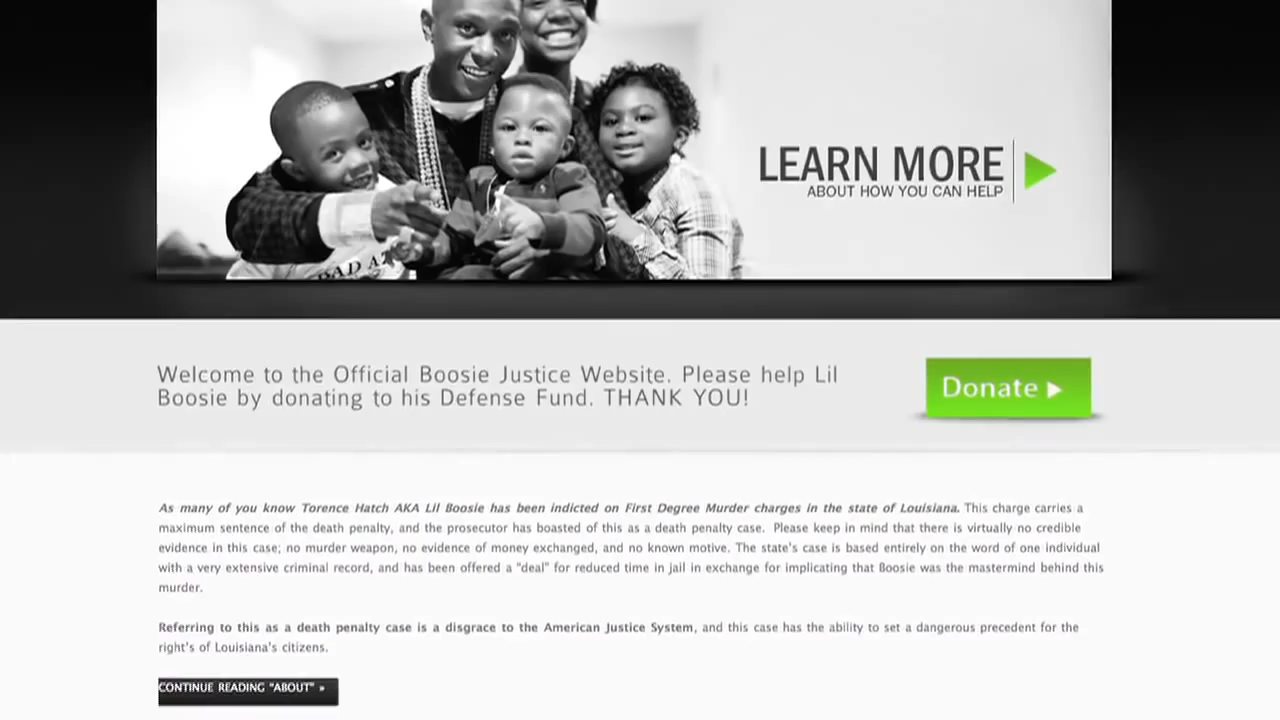 BAD AZ
LEARN MORE
ABOUT HOW YOU CAN HELP
Welcome to the Official Boosie Justice Website. Please help Lil
Boosie by donating to his Defense Fund. THANK YOU!
Donate
As many of you know Torence Hatch AKA Lil Boosie has been indicted on First Degree Murder charges in the state of Louisiana. This charge carries a
maximum sentence of the death penalty, and the prosecutor has boasted of this as a death penalty case. Please keep in mind that there is virtually no credible
evidence in this case; no murder weapon, no evidence of money exchanged, and no known motive. The state's case is based entirely on the word of one individual
with a very extensive criminal record, and has been offered a "deal" for reduced time in jail in exchange for implicating that Boosie was the mastermind behind this
murder.
Referring to this as a death penalty case is a disgrace to the American Justice System, and this case has the ability to set a dangerous precedent for the
right's of Louisiana's citizens.
CONTINUE READING "ABOUT" »